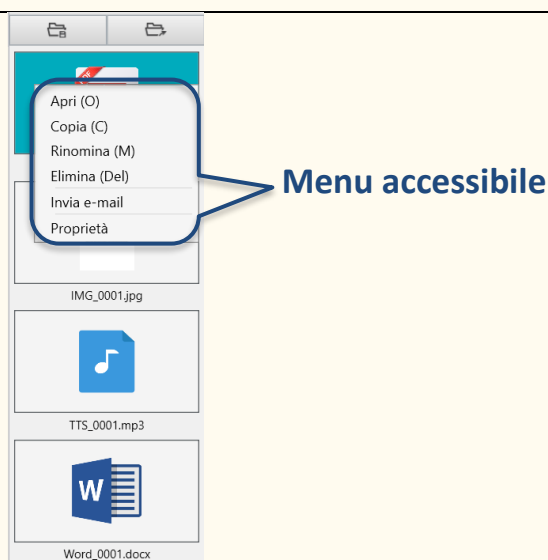 Apri (O)
Copia (C)
Rinomina (M)
Elimina (Del)
Invia e-mail
Proprietà
Menu accessibile
IMG_0001.jpg
TTS_0001.mp3
W
Word_0001.docx